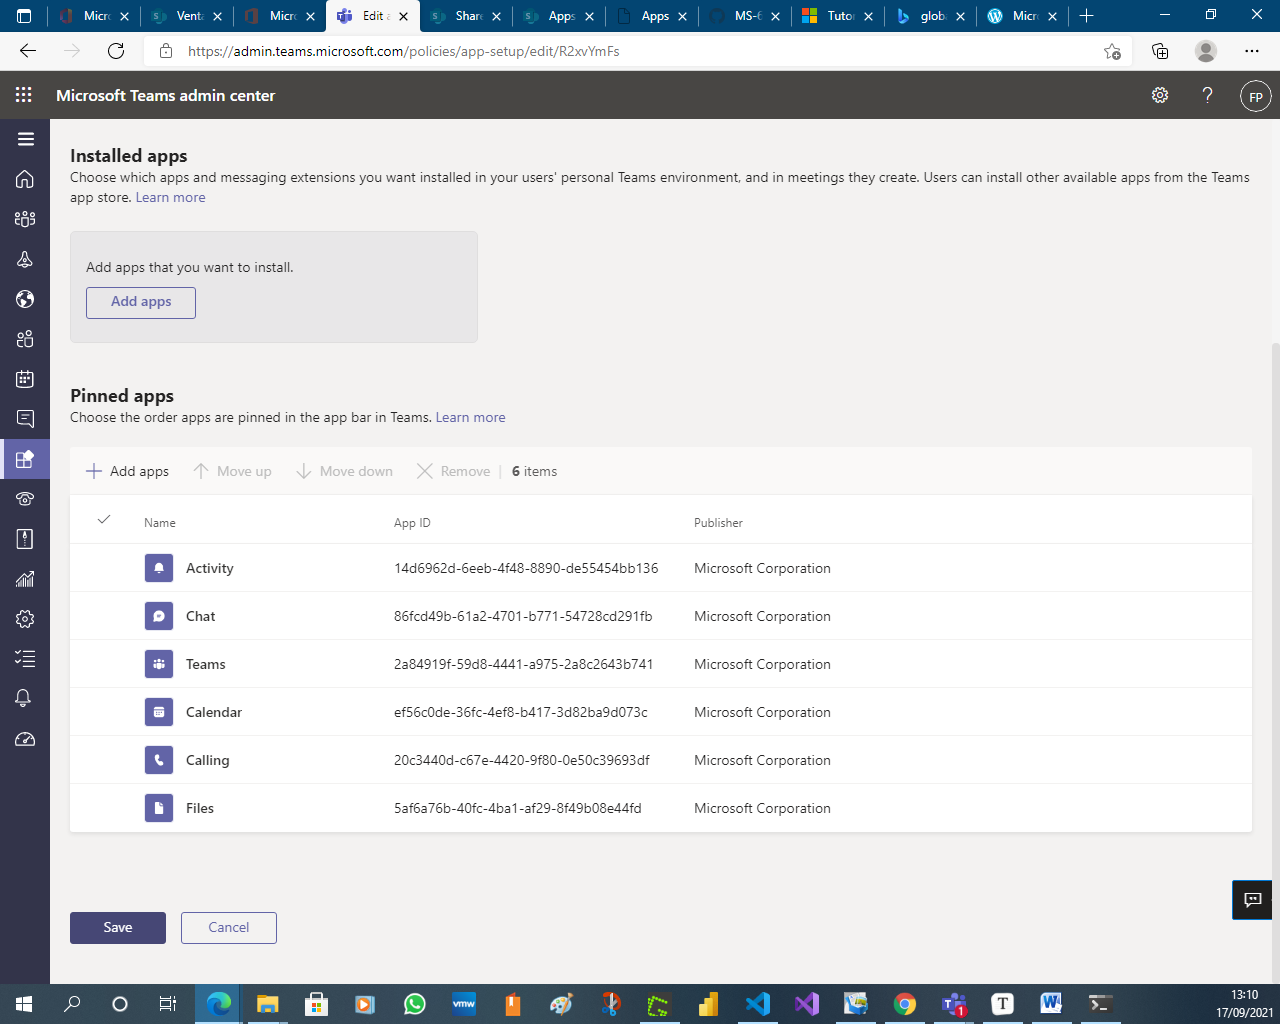 Micro
Venta
Micro
Edit a
Share
Apps
Apps
MS-6
Tutor
glob
Micro
https://admin.teams.microsoft.com/policies/app-setup/edit/R2xvYmFs
Microsoft Teams admin center
FP
Installed apps
Choose which apps and messaging extensions you want installed in your users' personal Teams environment, and in meetings they create. Users can install other available apps from the Teams
app store. Learn more
Add apps that you want to install.
Add apps
Pinned apps
Choose the order apps are pinned in the app bar in Teams. Learn more
Add apps Move up Move down Remove | 6 items
Name App ID Publisher
Activity 14d6962d-6eeb-4f48-8890-de55454bb136 Microsoft Corporation
Chat 86fcd49b-61a2-4701-b771-54728cd291fb Microsoft Corporation
Teams 2a84919f-59d8-4441-a975-2a8c2643b741 Microsoft Corporation
Calendar ef56c0de-36fc-4ef8-b417-3d82ba9d073c Microsoft Corporation
Calling 20c3440d-c67e-4420-9f80-0e50c39693df Microsoft Corporation
Files 5af6a76b-40fc-4ba1-af29-8f49b08e44fd Microsoft Corporation
Save Cancel
vmw
T
1
13:10
17/09/2021